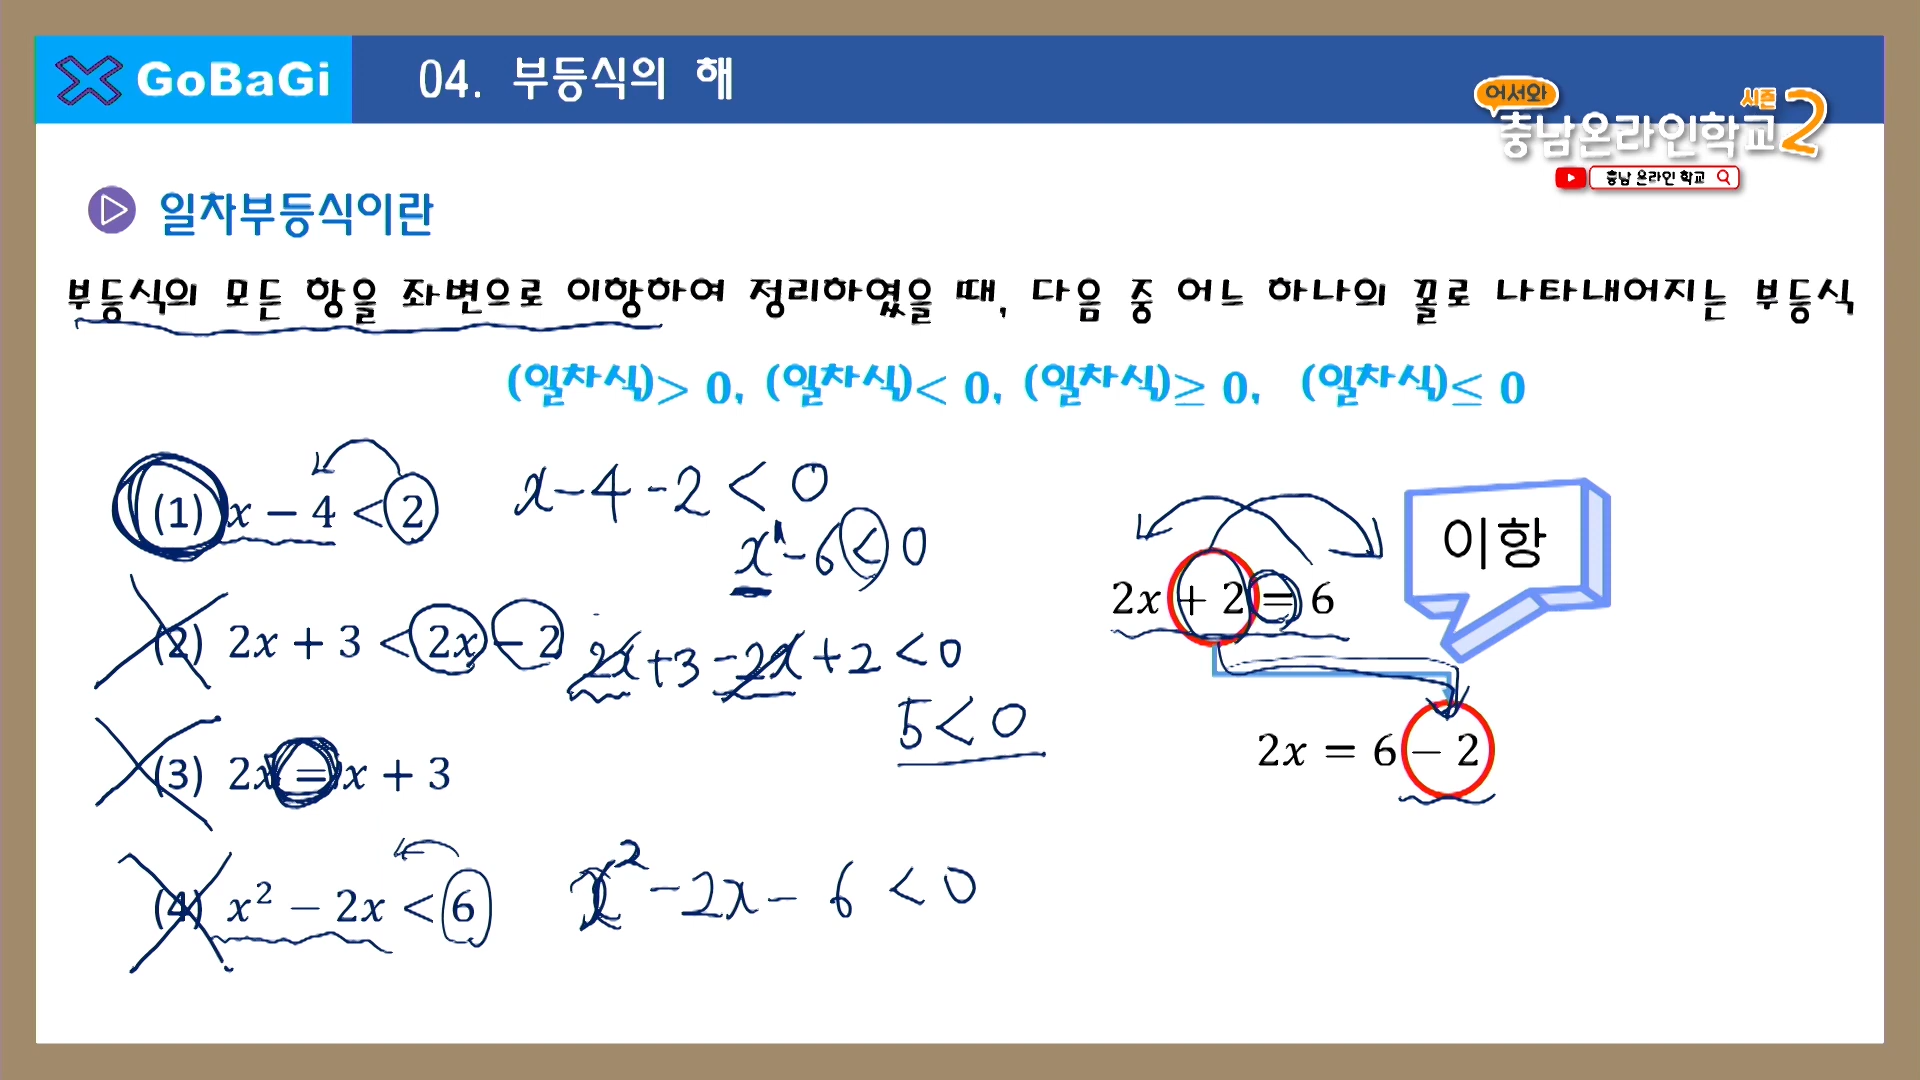 GoBaGi
04. 부등식의 해
어서와
충남온라인학교 시즌2
충남 온라인 학교
일차부등식이란
부등식의 모든 항을 좌변으로 이항하여 정리하였을 때, 다음 중 어느 하나의 꼴로 나타내어지는 부등식
(일차식)> 0, (일차식)< 0, (일차식)≥ 0, (일차식)≤ 0
(1) x − 4 < 2
x − 4 − 2 < 0
x¹ − 6 < 0
(2) 2x + 3 < 2x − 2
2x + 3 − 2x + 2 < 0
5 < 0
(3) 2x = x + 3
(4) x² − 2x < 6
x² − 2x − 6 < 0
이항
2x + 2 = 6
2x = 6 − 2